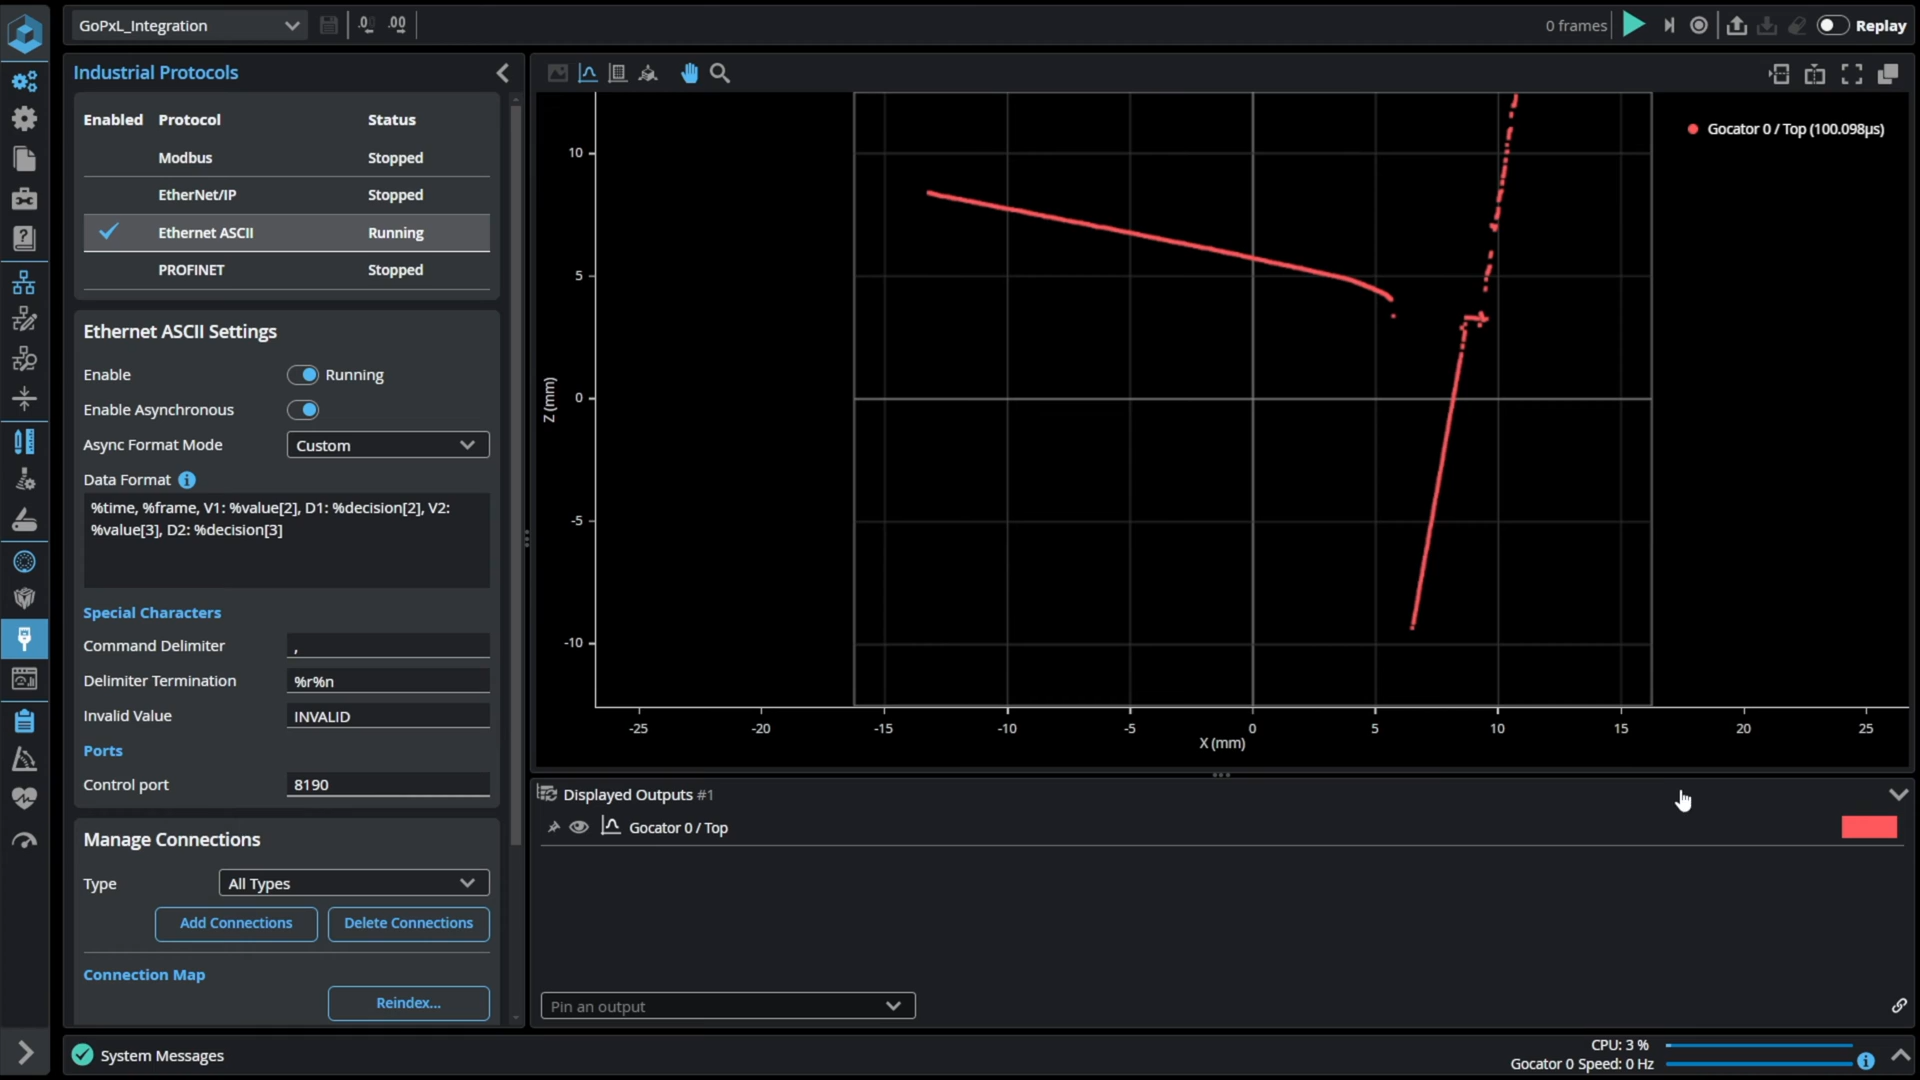 GoPxL_Integration
.0
.00
0 frames
Replay
Industrial Protocols
Enabled Protocol Status
Modbus Stopped
EtherNet/IP Stopped
Ethernet ASCII Running
PROFINET Stopped
Ethernet ASCII Settings
Enable Running
Enable Asynchronous
Async Format Mode Custom
Data Format
%time, %frame, V1: %value[2], D1: %decision[2], V2:
%value[3], D2: %decision[3]
Special Characters
Command Delimiter ,
Delimiter Termination %r%n
Invalid Value INVALID
Ports
Control port 8190
Manage Connections
Type All Types
Add Connections Delete Connections
Connection Map
Reindex...
Gocator 0 / Top (100.098µs)
10
5
0
-5
-10
Z (mm)
-25 -20 -15 -10 -5 0 5 10 15 20 25
X (mm)
Displayed Outputs #1
Gocator 0 / Top
Pin an output
System Messages
CPU: 3 %
Gocator 0 Speed: 0 Hz